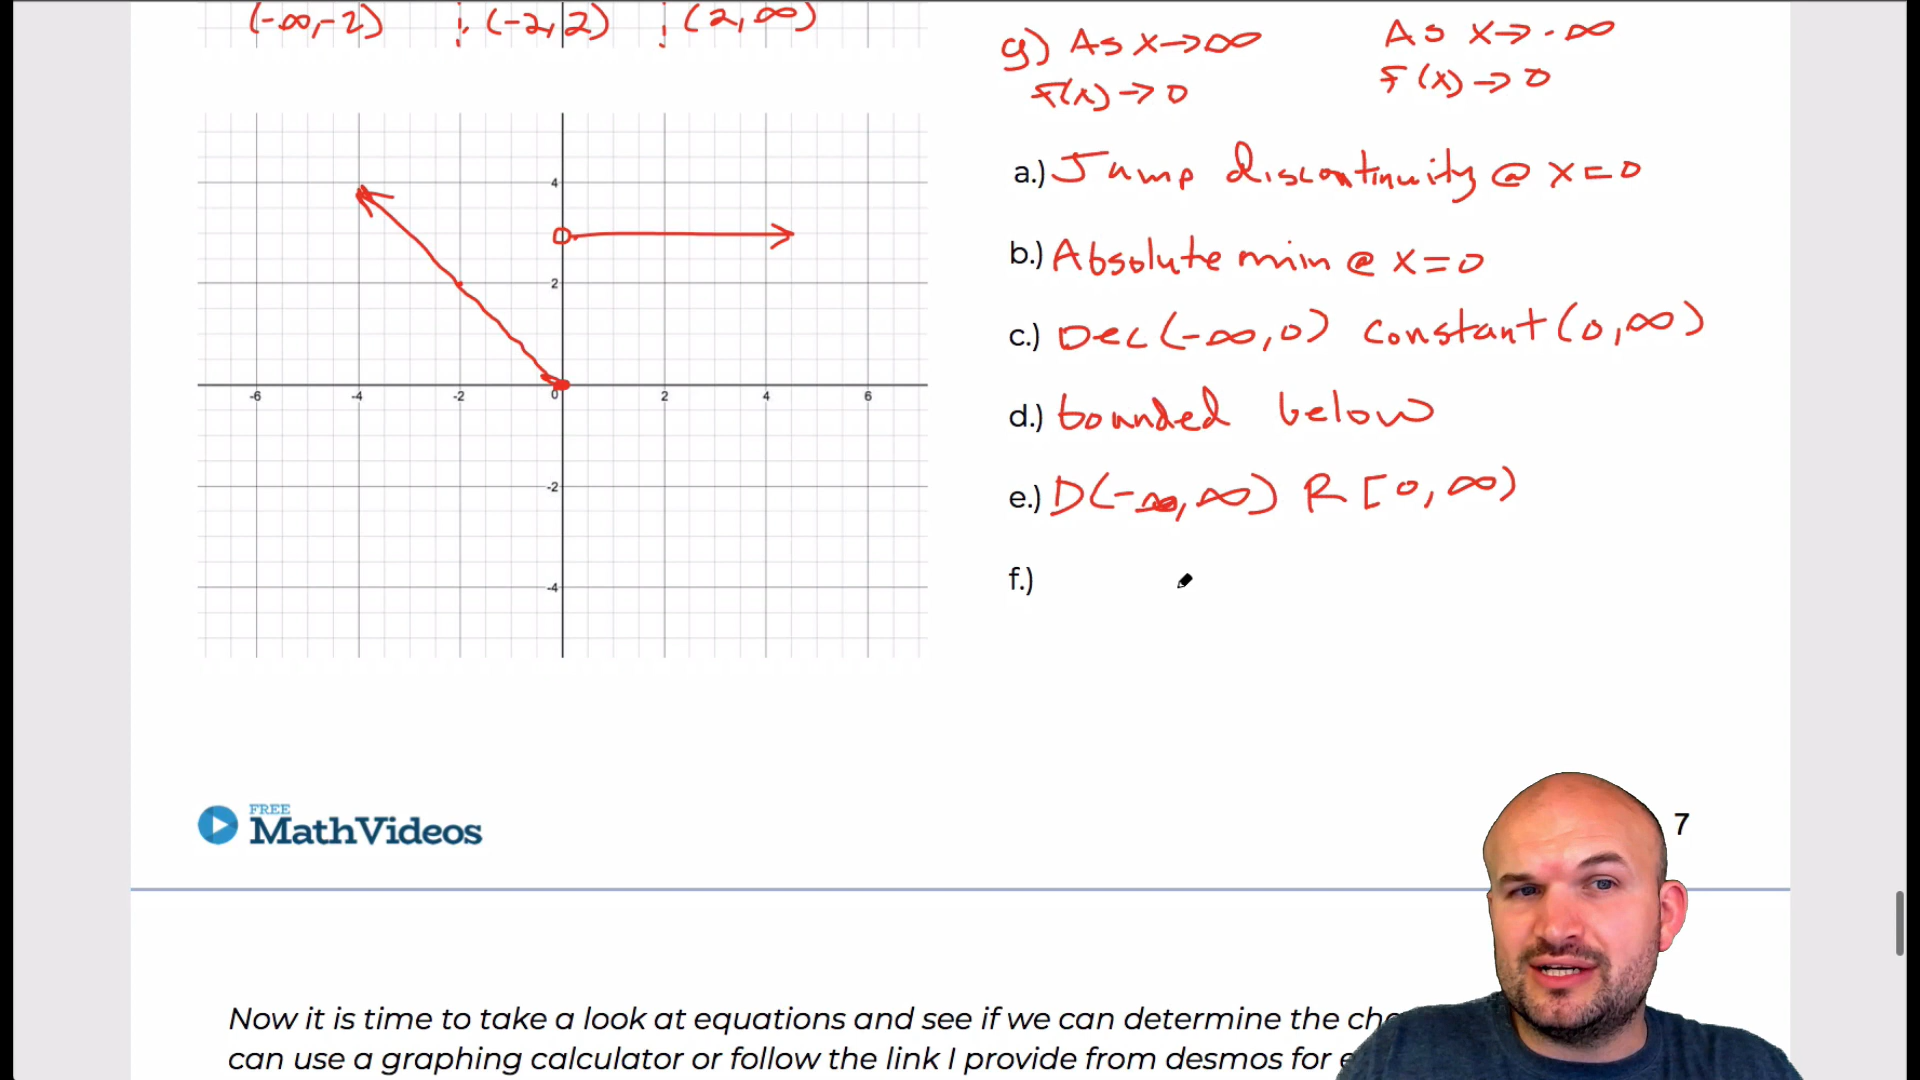 (-∞,-2) (-2,2) (2,∞)
g) As x→∞
f(x)→0
As x→-∞
f(x)→0
4
2
-2
-4
-6 -4 -2 0 2 4 6
a.) Jump discontinuity @ x=0
b.) Absolute min @ x=0
c.) Dec (-∞,0) constant (0,∞)
d.) bounded below
e.) D(-∞,∞) R[0,∞)
f.)
FREE
MathVideos
7
Now it is time to take a look at equations and see if we can determine the
can use a graphing calculator or follow the link I provide from desmos for